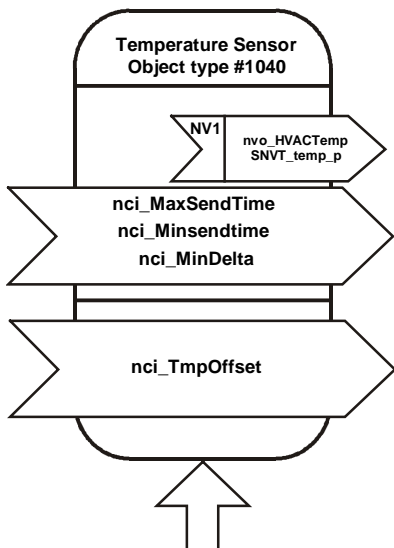 Temperature Sensor
Object type #1040
NV1
nvo_HVACTemp
SNVT_temp_p
nci_MaxSendTime
nci_Minsendtime
nci_MinDelta
nci_TmpOffset